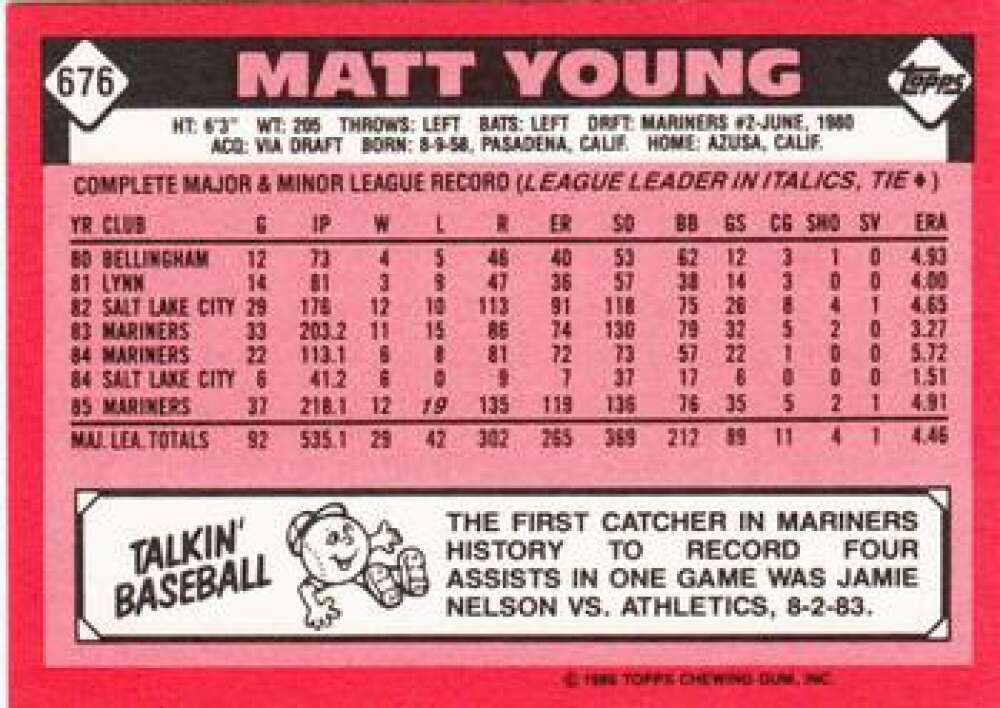 676 MATT YOUNG TOPPS
HT: 6'3" WT: 205 THROWS: LEFT BATS: LEFT DRFT: MARINERS #2-JUNE, 1980
ACQ: VIA DRAFT BORN: 8-9-58, PASADENA, CALIF. HOME: AZUSA, CALIF.
COMPLETE MAJOR & MINOR LEAGUE RECORD (LEAGUE LEADER IN ITALICS, TIE ♦)
YR CLUB G IP W L R ER SO BB GS CG SHO SV ERA
80 BELLINGHAM 12 73 4 5 46 40 53 62 12 3 1 0 4.93
81 LYNN 14 81 3 9 47 36 57 38 14 3 0 0 4.00
82 SALT LAKE CITY 29 176 12 10 113 91 118 75 26 8 4 1 4.65
83 MARINERS 33 203.2 11 15 86 74 130 79 32 5 2 0 3.27
84 MARINERS 22 113.1 6 8 81 72 73 57 22 1 0 0 5.72
84 SALT LAKE CITY 6 41.2 6 0 9 7 37 17 6 0 0 0 1.51
85 MARINERS 37 218.1 12 19 135 119 136 76 35 5 2 1 4.91
MAJ. LEA. TOTALS 92 535.1 29 42 302 265 369 212 89 11 4 1 4.46
TALKIN'
BASEBALL
THE FIRST CATCHER IN MARINERS
HISTORY TO RECORD FOUR
ASSISTS IN ONE GAME WAS JAMIE
NELSON VS. ATHLETICS, 8-2-83.
© 1986 TOPPS CHEWING GUM, INC.